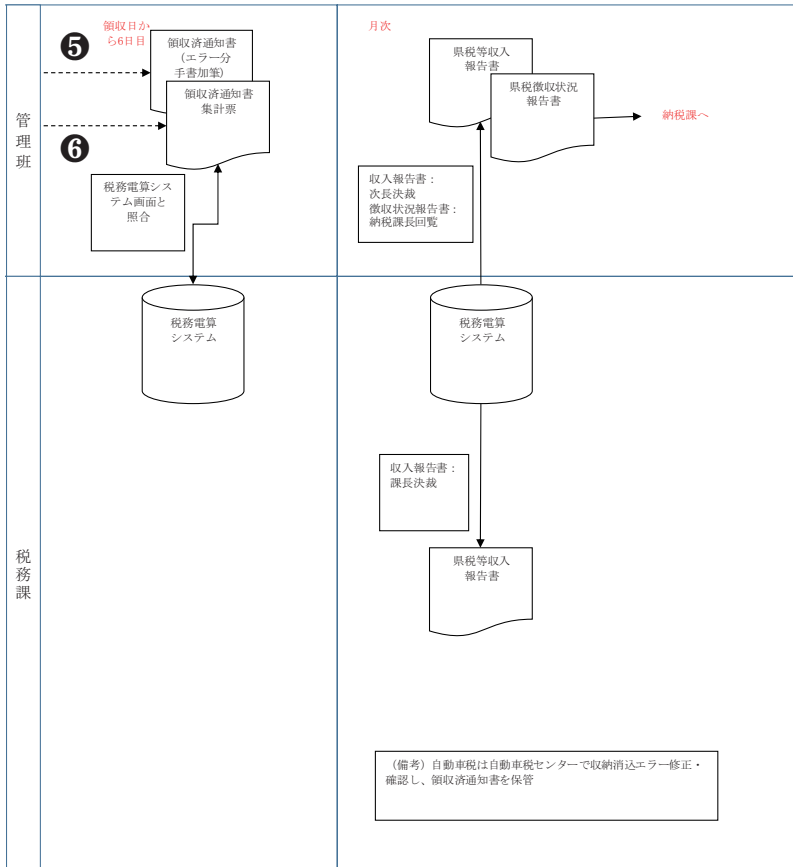 管理班
❺
領収日か
ら6日目
領収済通知書
（エラー分
手書加筆）
領収済通知書
集計票
❻
税務電算シス
テム画面と
照合
月次
県税等収入
報告書
県税徴収状況
報告書
納税課へ
収入報告書：
次長決裁
徴収状況報告書：
納税課長回覧
税務課
税務電算
システム
税務電算
システム
収入報告書：
課長決裁
県税等収入
報告書
（備考）自動車税は自動車税センターで収納消込エラー修正・
確認し、領収済通知書を保管